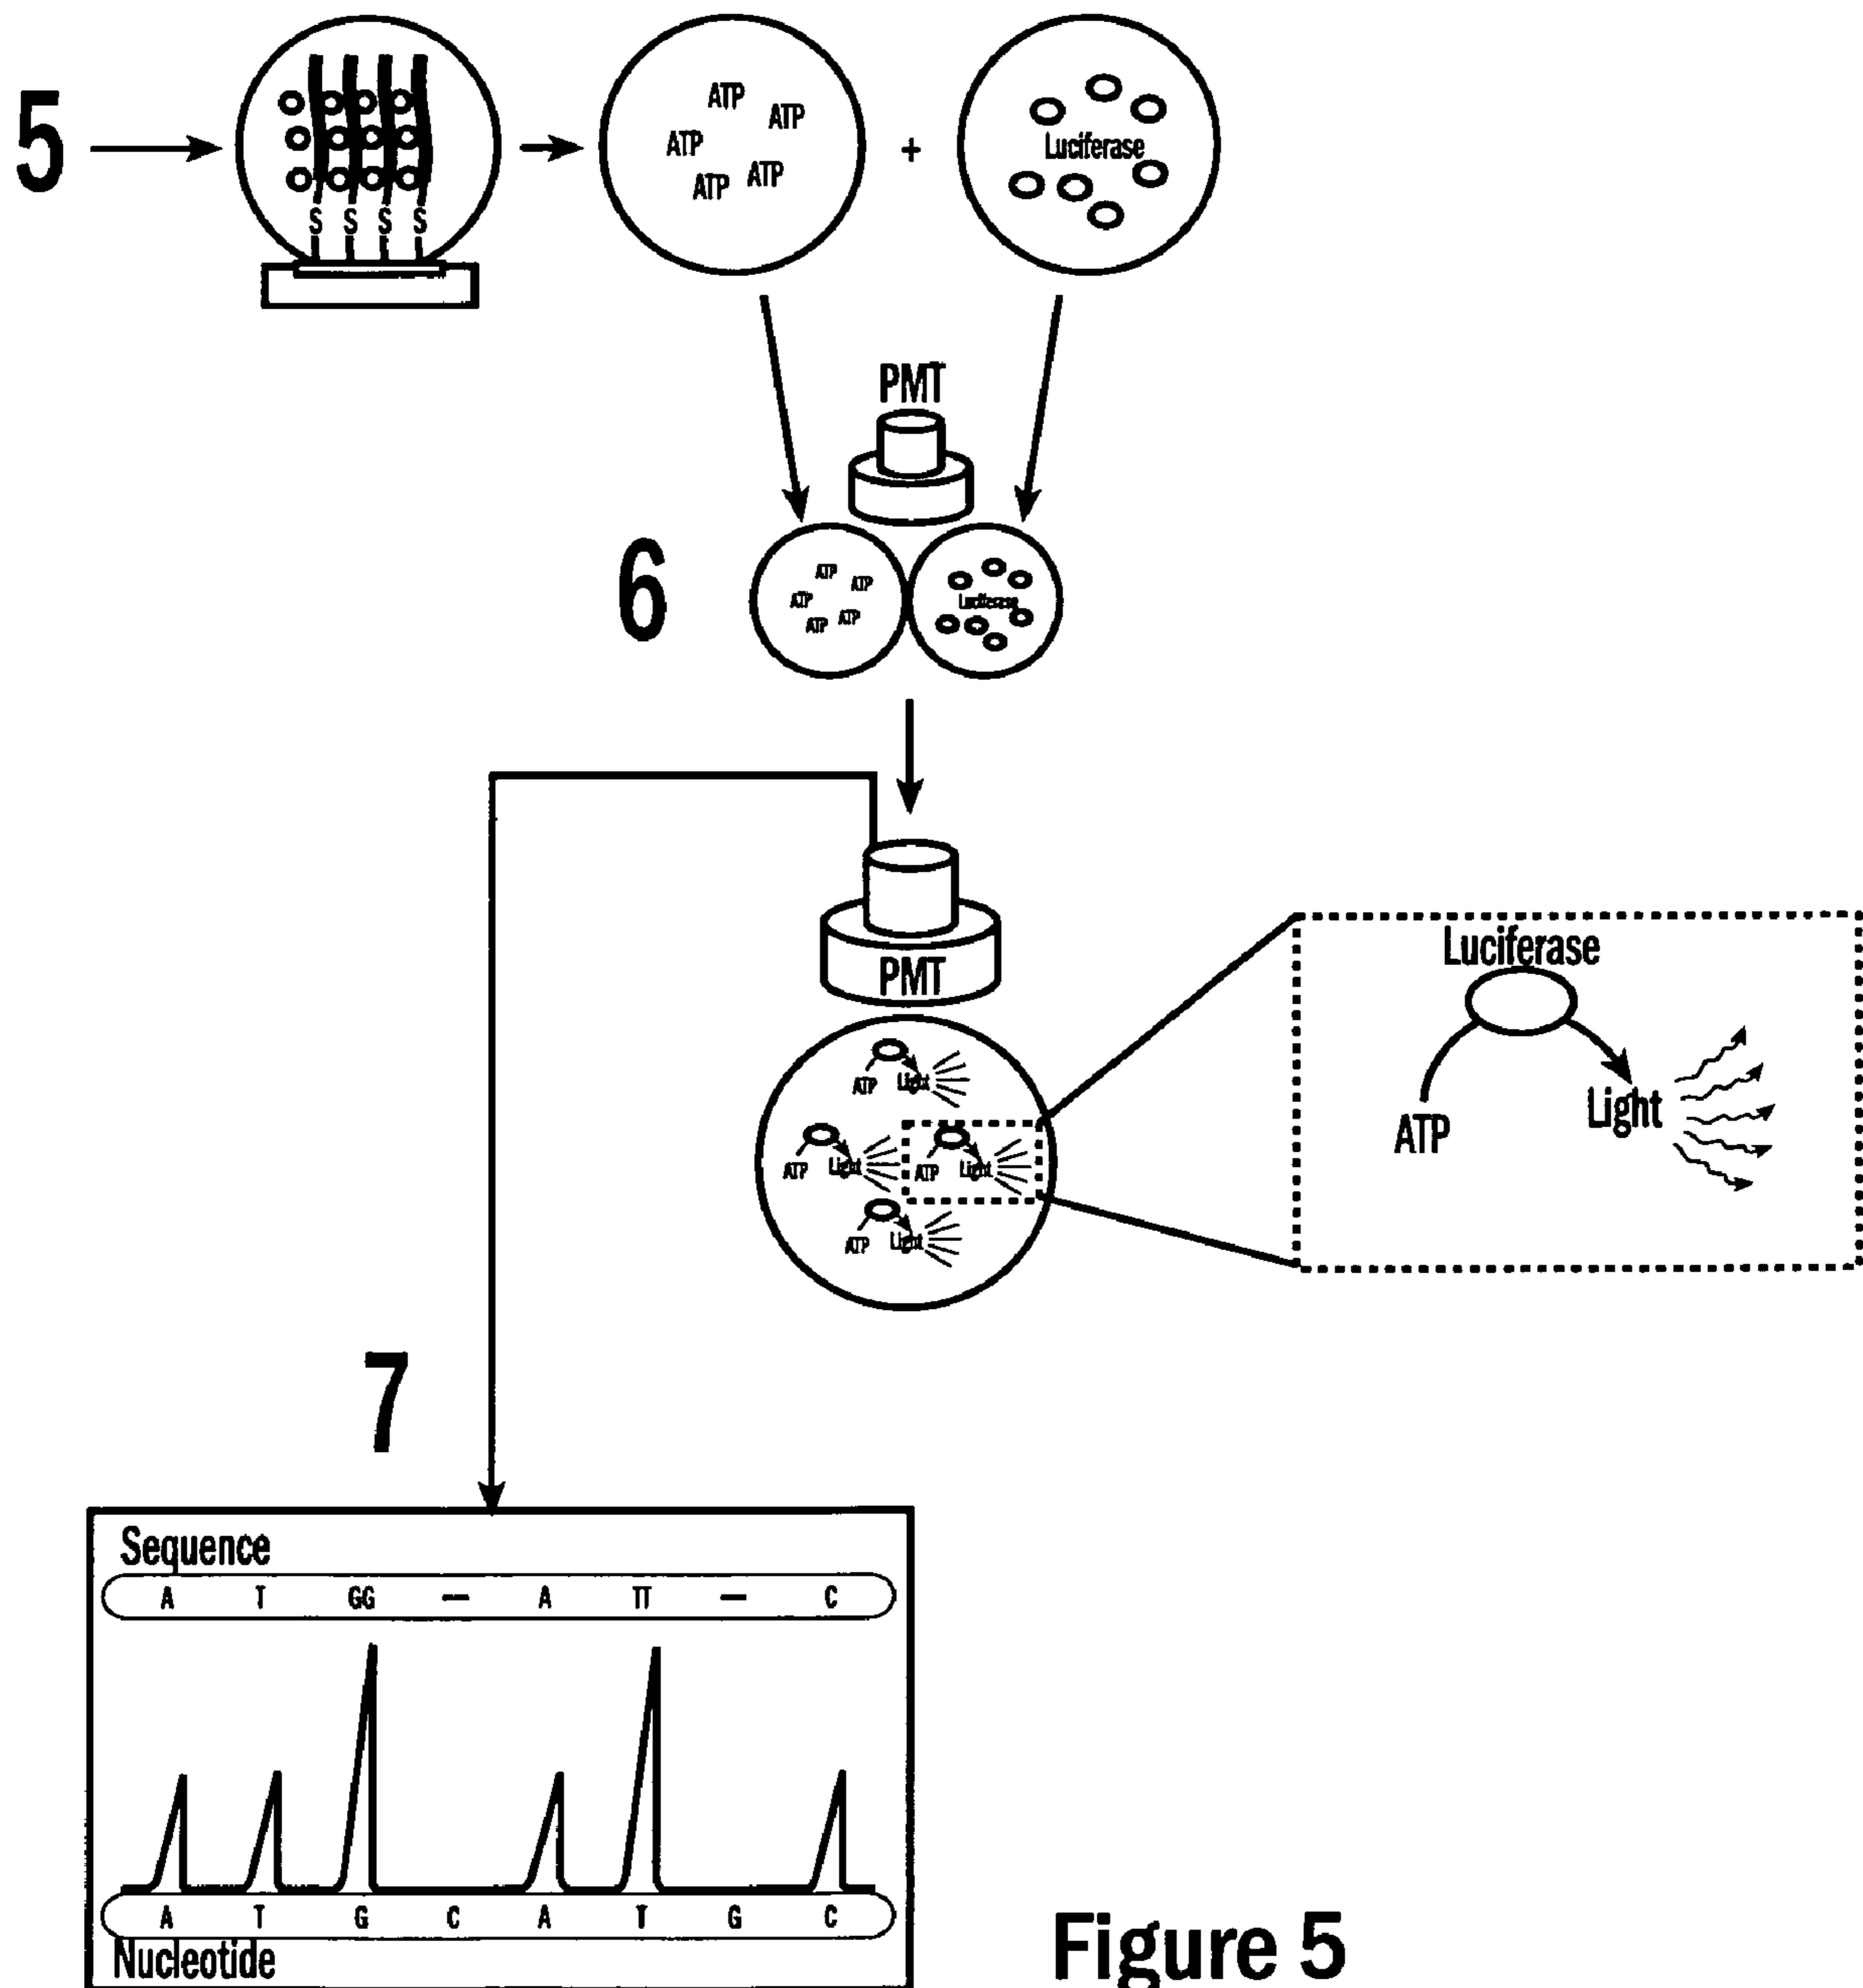 5
S S S S
ATP
ATP
ATP
ATP
ATP
+
Luciferase
PMT
6
ATP
ATP
ATP
ATP
ATP
Luciferase
PMT
ATP Light
ATP Light
ATP Light
ATP Light
Luciferase
ATP
Light
7
Sequence
A T GG — A TT — C
A T G C A T G C
Nucleotide
Figure 5